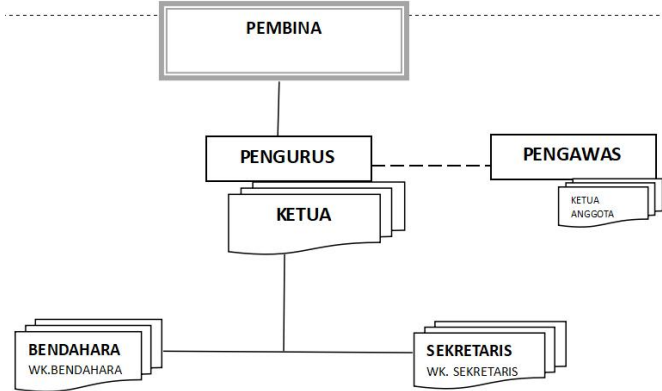 PEMBINA
PENGURUS
PENGAWAS
KETUA
KETUA
ANGGOTA
BENDAHARA
WK.BENDAHARA
SEKRETARIS
WK. SEKRETARIS